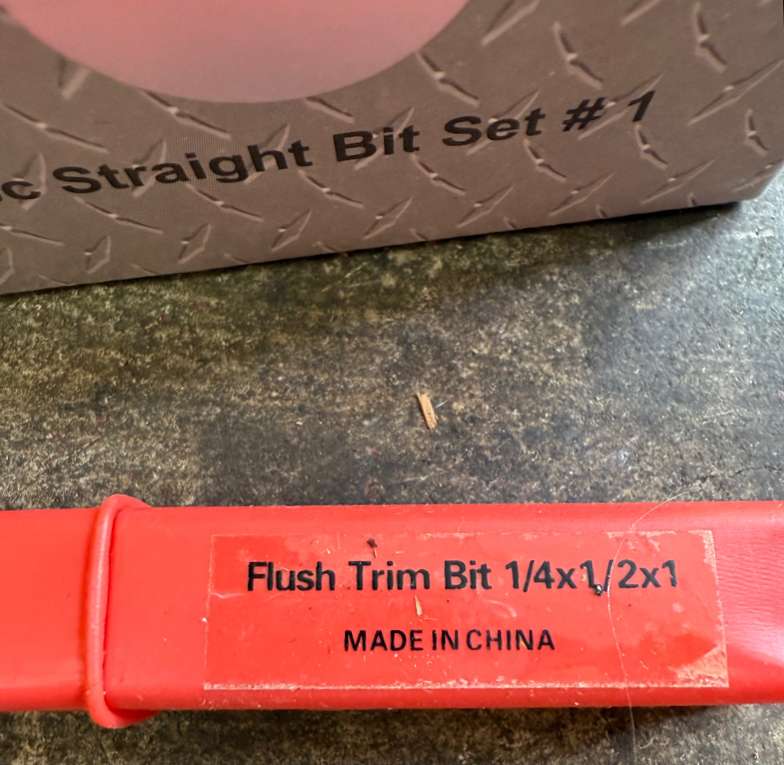 Straight Bit Set # 1
Flush Trim Bit 1/4x1/2x1
MADE IN CHINA